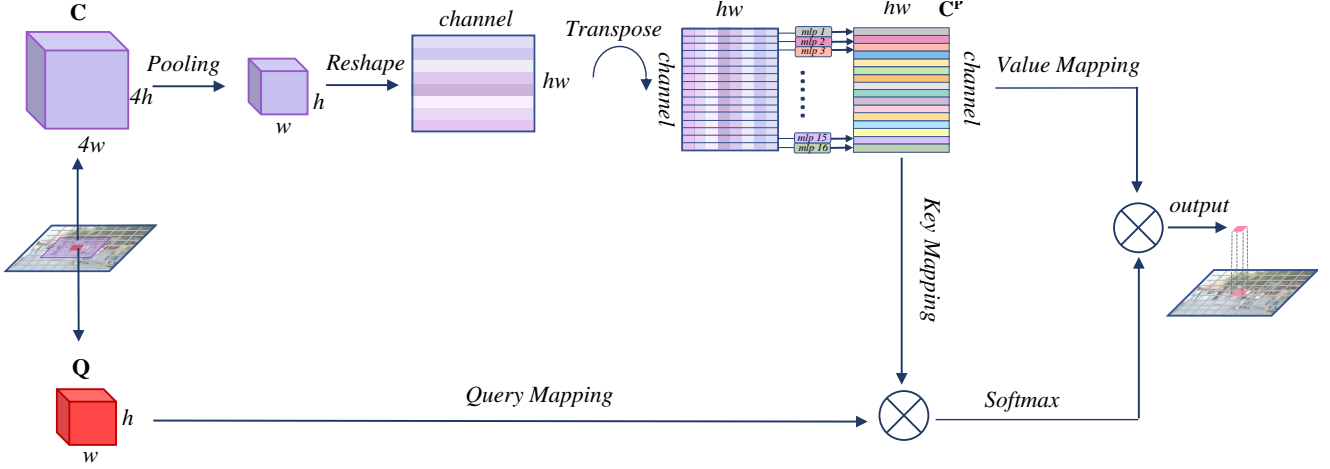 C
Pooling
4h
4w
h
w
Reshape
channel
hw
Transpose
hw
channel
mlp 1
mlp 2
mlp 3
mlp 15
mlp 16
hw
C^P
channel
Value Mapping
Key Mapping
output
Q
h
w
Query Mapping
Softmax